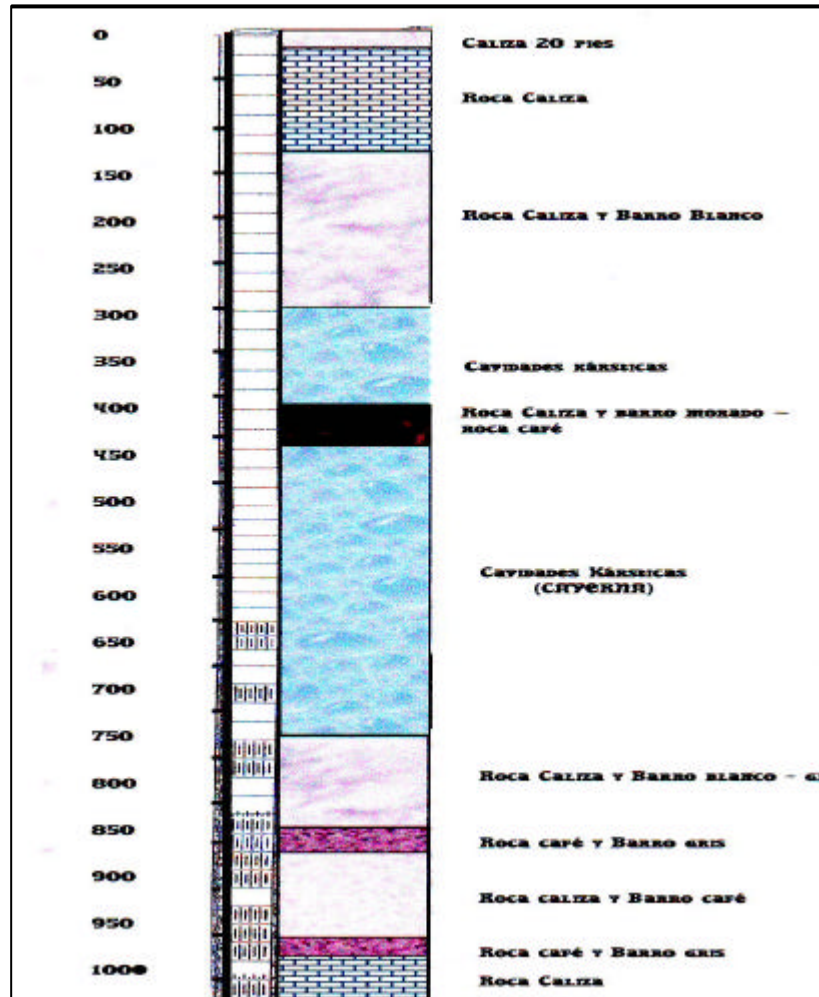 0
Caliza 20 pies
50
Roca Caliza
100
150
200
Roca Caliza y Barro Blanco
250
300
350
Cavidades kársticas
400
Roca Caliza y barro morado –
roca café
450
500
550
Cavidades Kársticas
(CAVERNA)
600
650
700
750
800
Roca Caliza y Barro blanco – G
850
Roca café y Barro gris
900
Roca caliza y Barro café
950
Roca café y Barro gris
1000
Roca Caliza